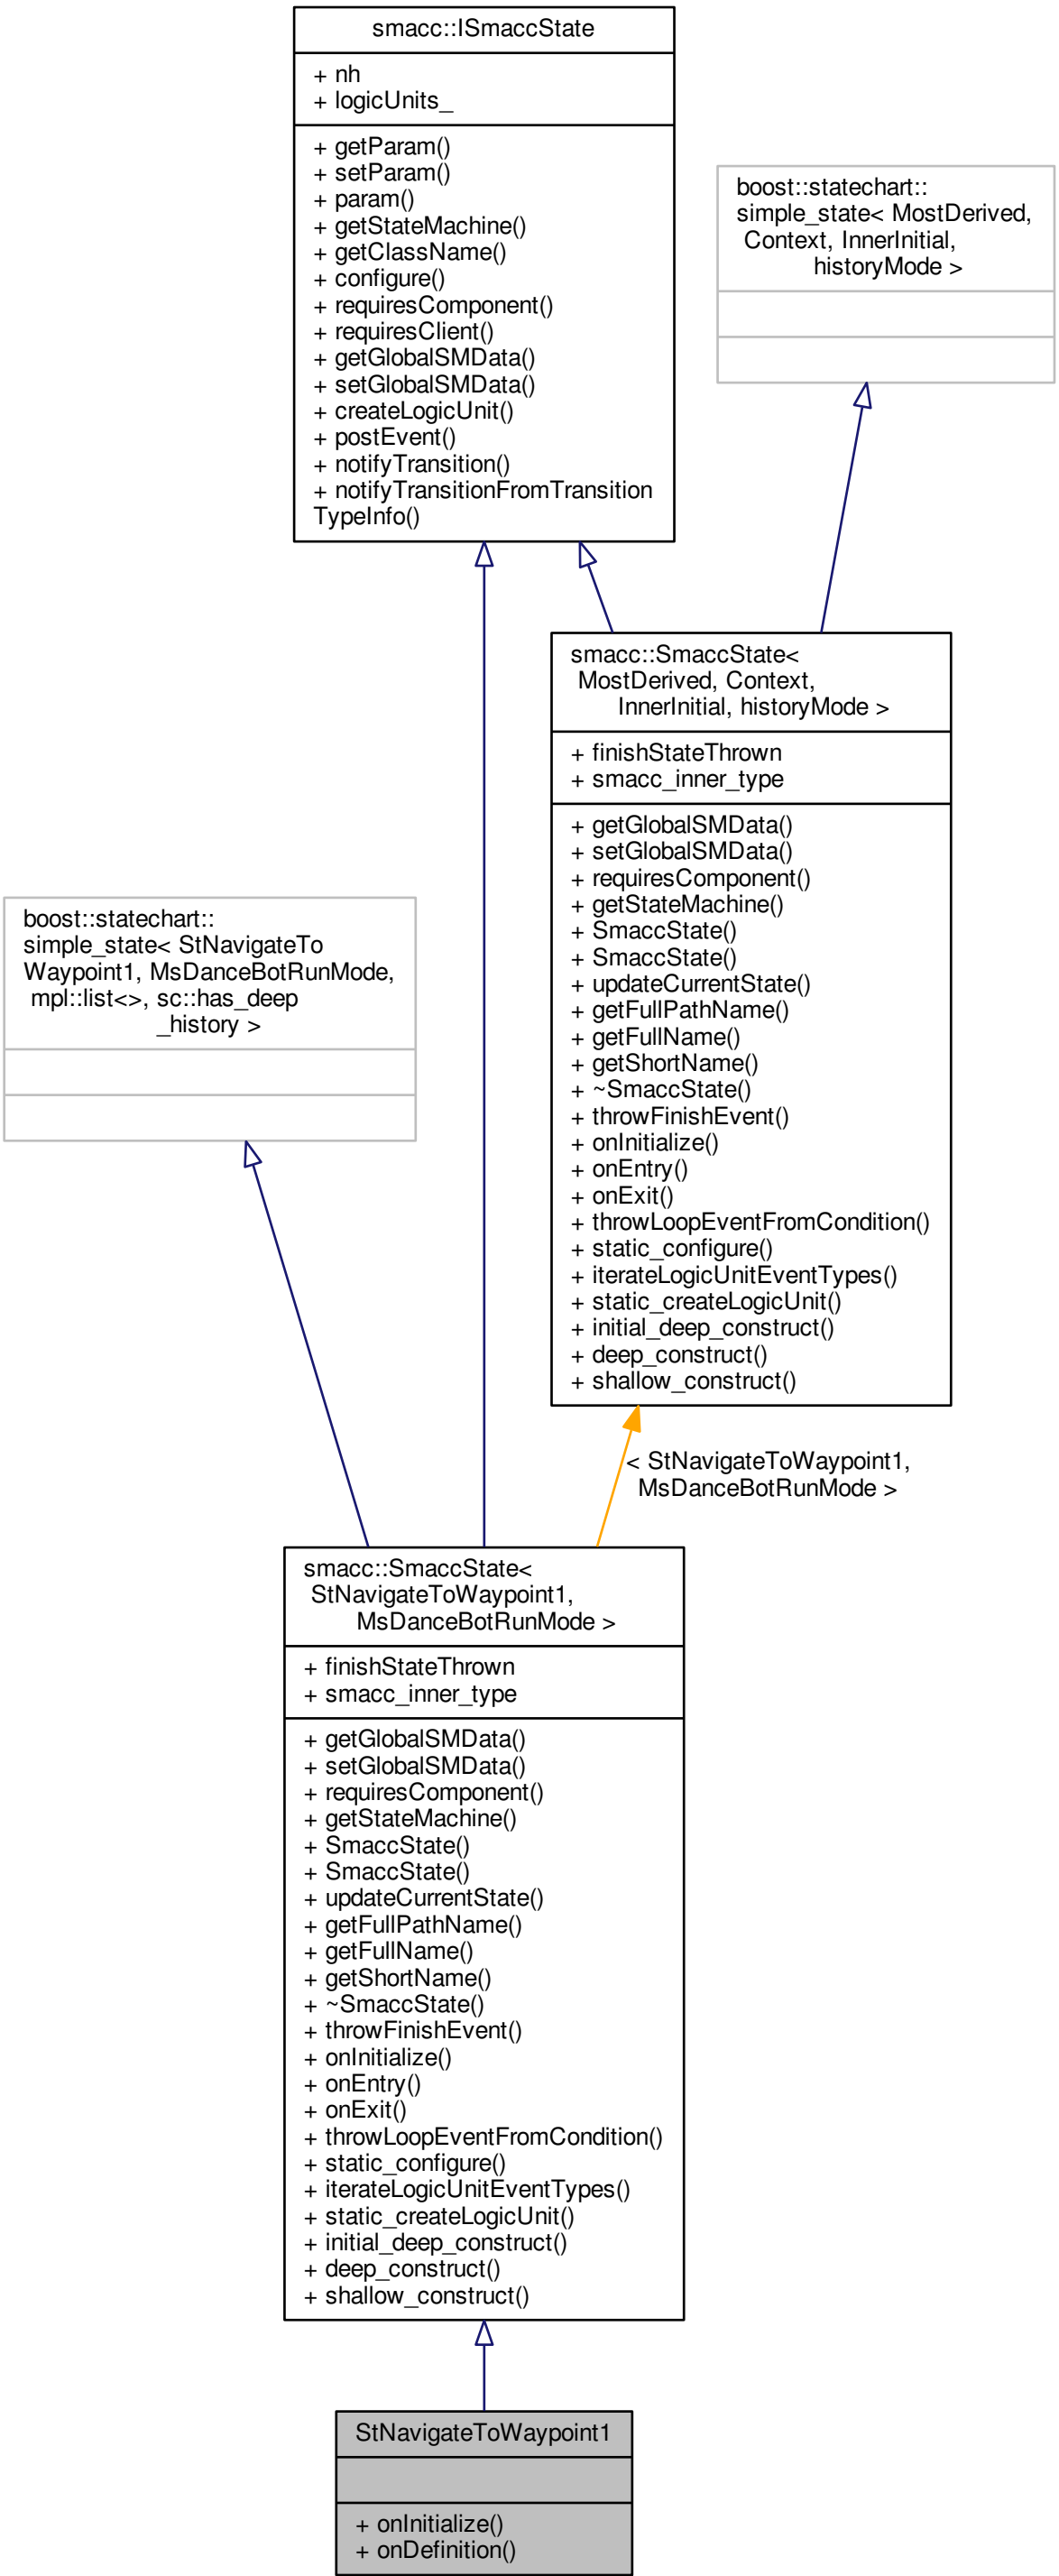 smacc::ISmaccState
+ nh
+ logicUnits_
+ getParam()
+ setParam()
+ param()
+ getStateMachine()
+ getClassName()
+ configure()
+ requiresComponent()
+ requiresClient()
+ getGlobalSMData()
+ setGlobalSMData()
+ createLogicUnit()
+ postEvent()
+ notifyTransition()
+ notifyTransitionFromTransition
TypeInfo()
boost::statechart::
simple_state< MostDerived,
Context, InnerInitial,
historyMode >
smacc::SmaccState<
MostDerived, Context,
InnerInitial, historyMode >
+ finishStateThrown
+ smacc_inner_type
+ getGlobalSMData()
+ setGlobalSMData()
+ requiresComponent()
+ getStateMachine()
+ SmaccState()
+ SmaccState()
+ updateCurrentState()
+ getFullPathName()
+ getFullName()
+ getShortName()
+ ~SmaccState()
+ throwFinishEvent()
+ onInitialize()
+ onEntry()
+ onExit()
+ throwLoopEventFromCondition()
+ static_configure()
+ iterateLogicUnitEventTypes()
+ static_createLogicUnit()
+ initial_deep_construct()
+ deep_construct()
+ shallow_construct()
boost::statechart::
simple_state< StNavigateTo
Waypoint1, MsDanceBotRunMode,
mpl::list<>, sc::has_deep
_history >
< StNavigateToWaypoint1,
MsDanceBotRunMode >
smacc::SmaccState<
StNavigateToWaypoint1,
MsDanceBotRunMode >
+ finishStateThrown
+ smacc_inner_type
+ getGlobalSMData()
+ setGlobalSMData()
+ requiresComponent()
+ getStateMachine()
+ SmaccState()
+ SmaccState()
+ updateCurrentState()
+ getFullPathName()
+ getFullName()
+ getShortName()
+ ~SmaccState()
+ throwFinishEvent()
+ onInitialize()
+ onEntry()
+ onExit()
+ throwLoopEventFromCondition()
+ static_configure()
+ iterateLogicUnitEventTypes()
+ static_createLogicUnit()
+ initial_deep_construct()
+ deep_construct()
+ shallow_construct()
StNavigateToWaypoint1
+ onInitialize()
+ onDefinition()